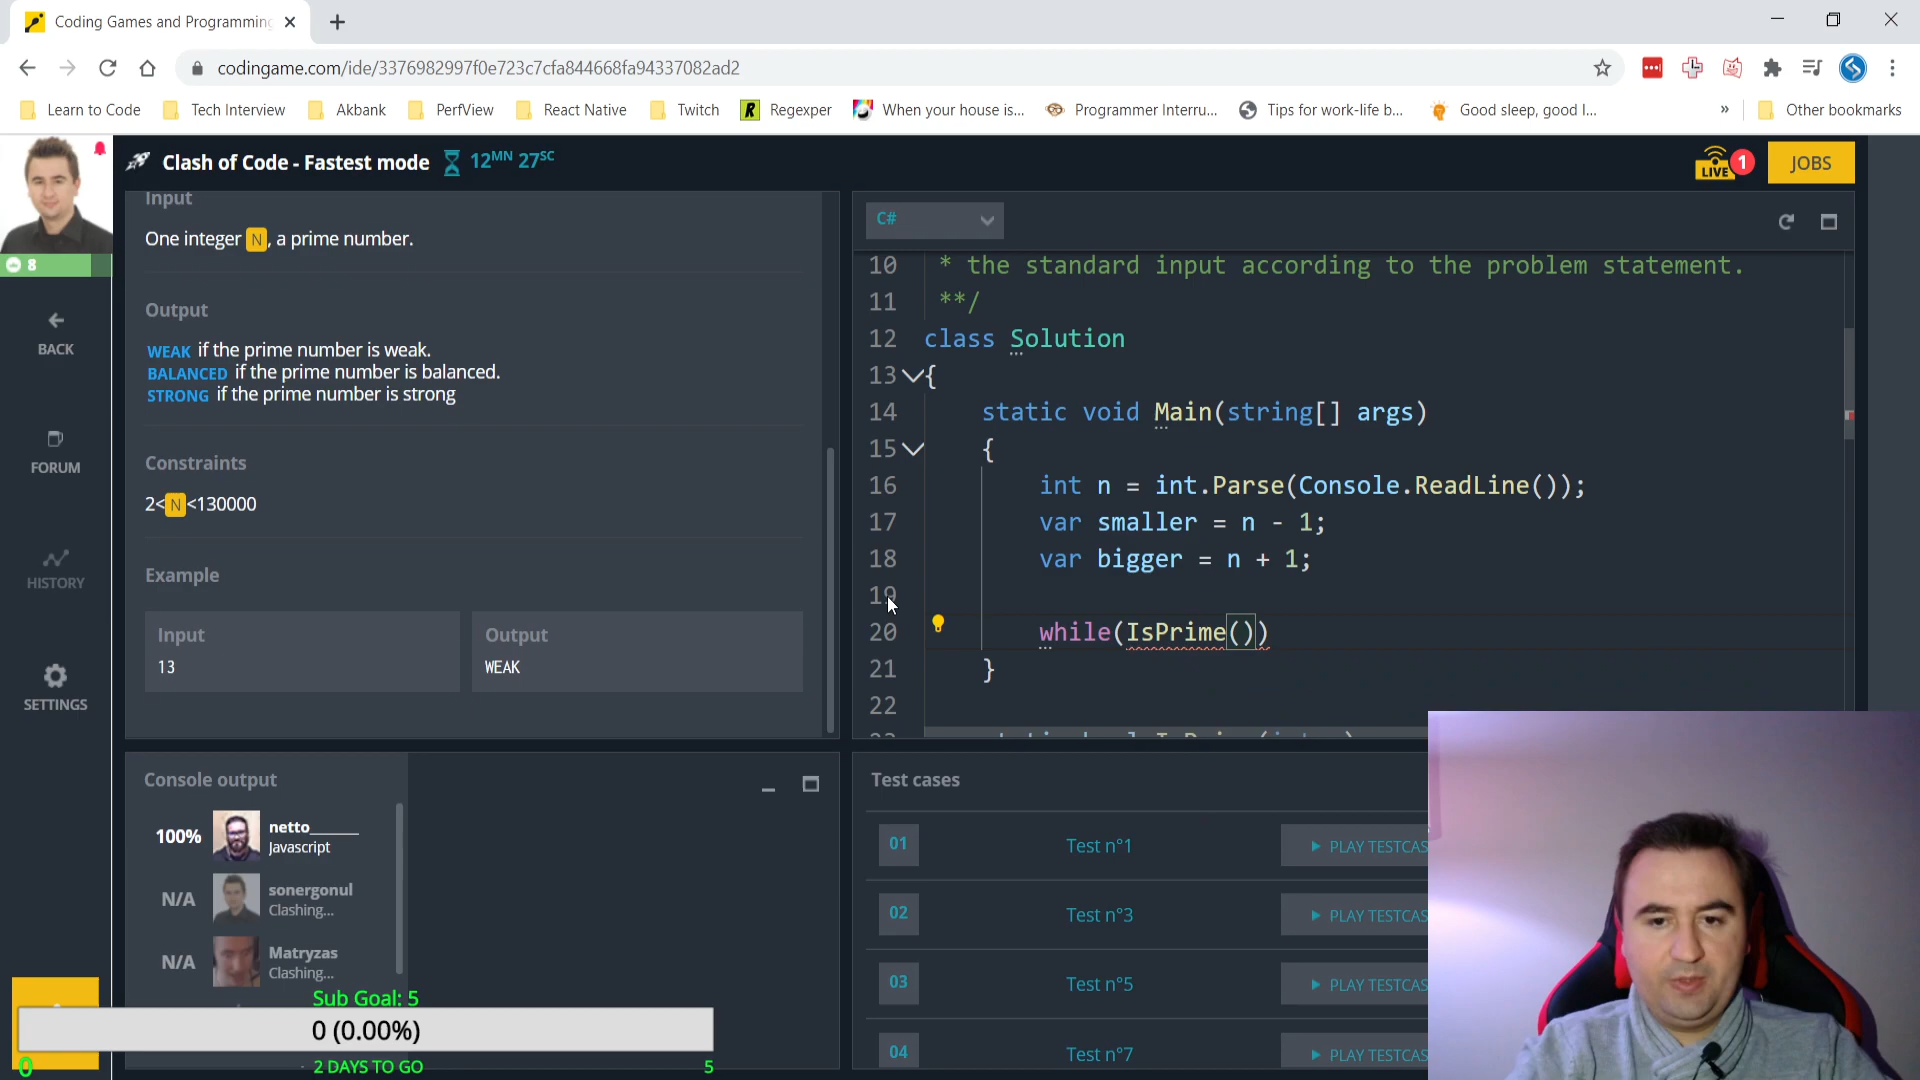 Coding Games and Programming
codingame.com/ide/3376982997f0e723c7cfa844668fa94337082ad2
Learn to Code
Tech Interview
Akbank
PerfView
React Native
Twitch
R
Regexper
When your house is...
Programmer Interru...
Tips for work-life b...
Good sleep, good l...
»
Other bookmarks
Clash of Code - Fastest mode
12MN 27SC
LIVE
1
JOBS
8
BACK
FORUM
HISTORY
SETTINGS
Input
One integer N, a prime number.
Output
WEAK if the prime number is weak.
BALANCED if the prime number is balanced.
STRONG if the prime number is strong
Constraints
2<N<130000
Example
Input
13
Output
WEAK
C#
10 * the standard input according to the problem statement.
11 **/
12 class Solution
13 {
14 static void Main(string[] args)
15 {
16 int n = int.Parse(Console.ReadLine());
17 var smaller = n - 1;
18 var bigger = n + 1;
19
20 while(IsPrime())
21 }
22
Console output
100%
netto______
Javascript
N/A
sonergonul
Clashing...
N/A
Matryzas
Clashing...
Test cases
01 Test n°1 PLAY TESTCAS
02 Test n°3 PLAY TESTCAS
03 Test n°5 PLAY TESTCAS
04 Test n°7 PLAY TESTCAS
Sub Goal: 5
0 (0.00%)
0
2 DAYS TO GO
5